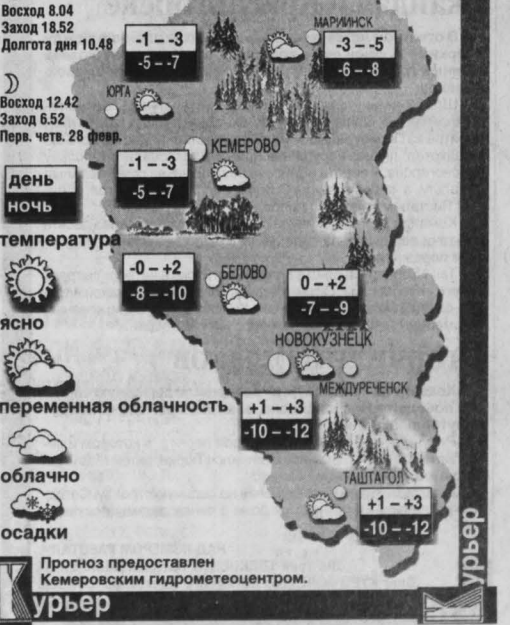 Восход 8.04
Заход 18.52
Долгота дня 10.48
Восход 12.42
Заход 6.52
Перв. четв. 28 февр.
день
ночь
температура
ясно
переменная облачность
облачно
осадки
-1 – -3
-5 – -7
ЮРГА
МАРИИНСК
-3 – -5
-6 – -8
КЕМЕРОВО
-1 – -3
-5 – -7
-0 – +2
-8 – -10
БЕЛОВО
0 – +2
-7 – -9
НОВОКУЗНЕЦК
МЕЖДУРЕЧЕНСК
+1 – +3
-10 – -12
ТАШТАГОЛ
+1 – +3
-10 – -12
Прогноз предоставлен
Кемеровским гидрометеоцентром.
Курьер
урьер